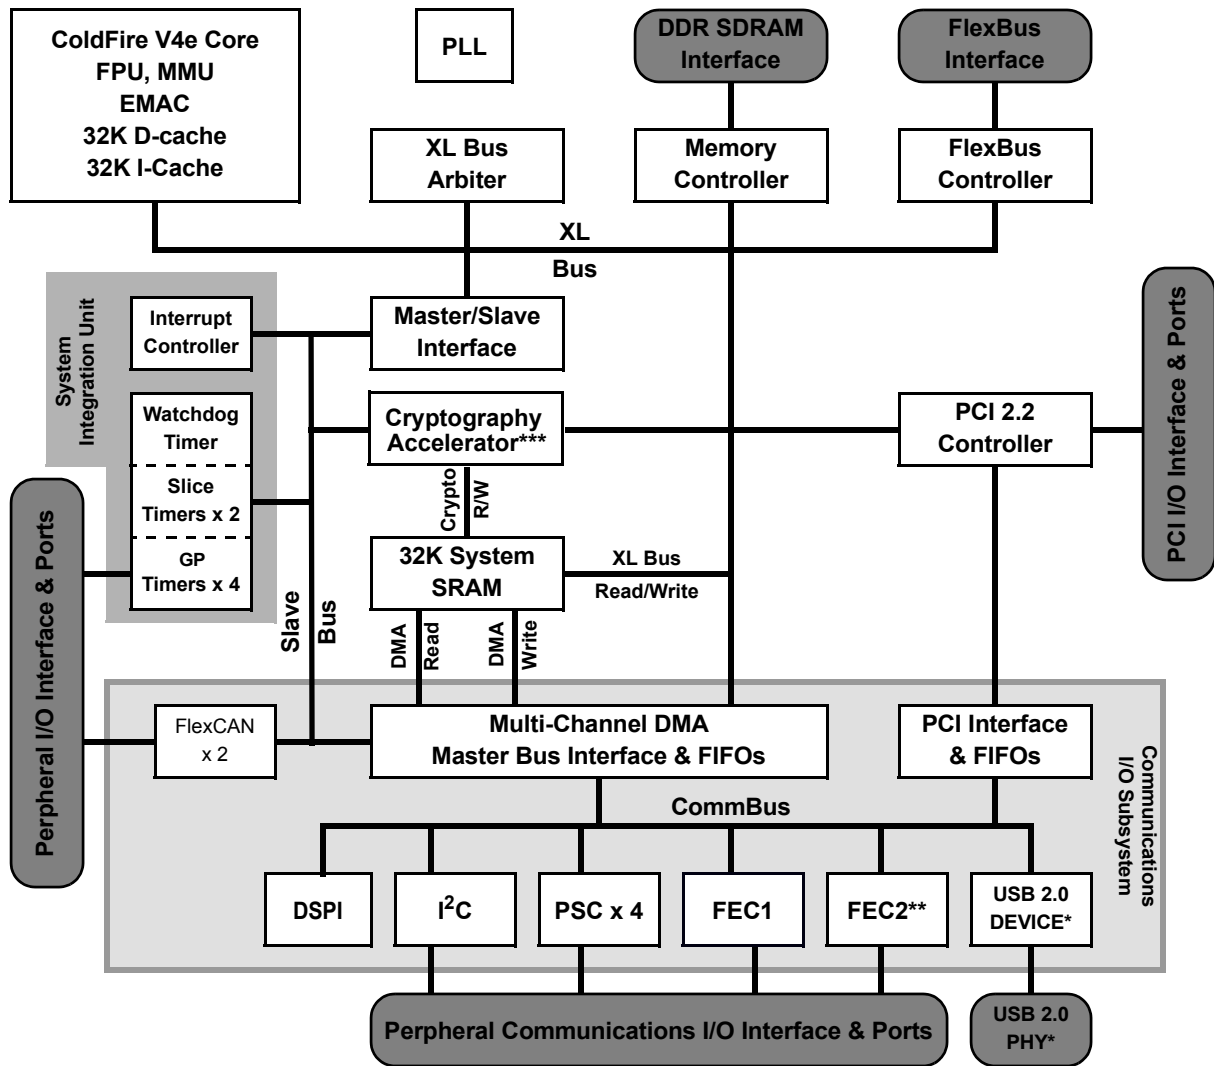 ColdFire V4e Core
FPU, MMU
EMAC
32K D-cache
32K I-Cache
PLL
DDR SDRAM
Interface
FlexBus
Interface
XL Bus
Arbiter
Memory
Controller
FlexBus
Controller
XL
Bus
System
Integration Unit
Interrupt
Controller
Master/Slave
Interface
PCI I/O Interface & Ports
Watchdog
Timer
Slice
Timers x 2
GP
Timers x 4
Cryptography
Accelerator***
PCI 2.2
Controller
Crypto
R/W
Perpheral I/O Interface & Ports
32K System
SRAM
XL Bus
Read/Write
Slave
Bus
DMA
Read
DMA
Write
FlexCAN
x 2
Multi-Channel DMA
Master Bus Interface & FIFOs
PCI Interface
& FIFOs
Communications
I/O Subsystem
CommBus
DSPI
I²C
PSC x 4
FEC1
FEC2**
USB 2.0
DEVICE*
Perpheral Communications I/O Interface & Ports
USB 2.0
PHY*